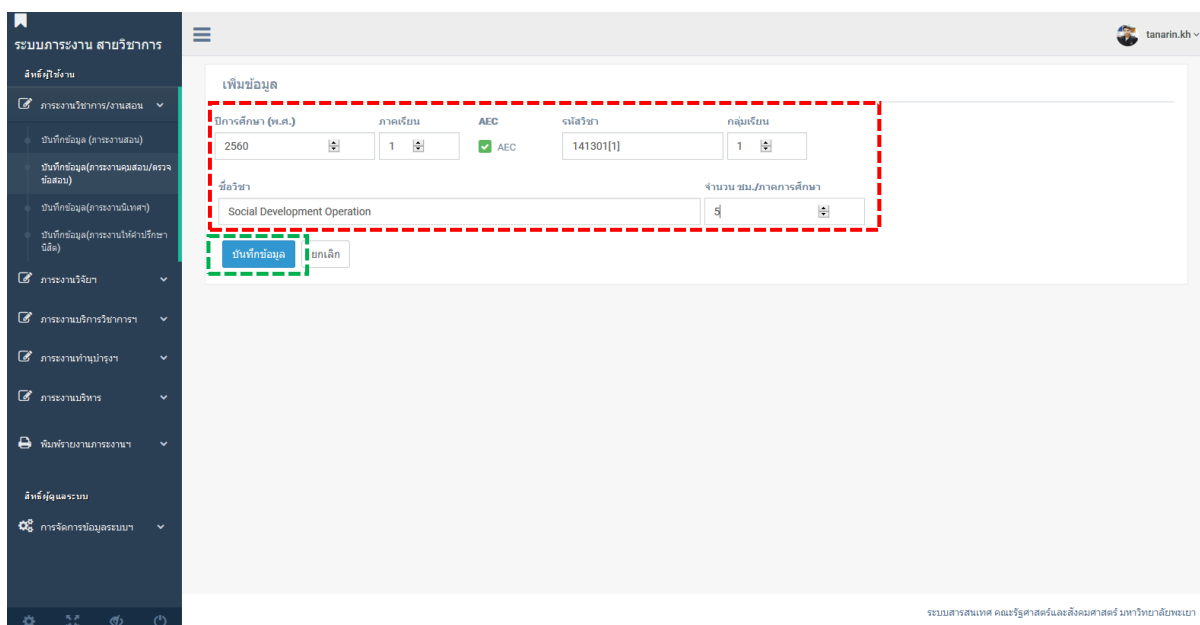 ระบบภาระงาน สายวิชาการ
tanarin.kh
สิทธิ์ผู้ใช้งาน
ภาระงานวิชาการ/งานสอน
บันทึกข้อมูล (ภาระงานสอน)
บันทึกข้อมูล(ภาระงานคุมสอบ/ตรวจ
ข้อสอบ)
บันทึกข้อมูล(ภาระงานนิเทศฯ)
บันทึกข้อมูล(ภาระงานให้คำปรึกษา
นิสิต)
ภาระงานวิจัยฯ
ภาระงานบริการวิชาการฯ
ภาระงานทำนุบำรุงฯ
ภาระงานบริหาร
พิมพ์รายงานภาระงานฯ
สิทธิ์ผู้ดูแลระบบ
การจัดการข้อมูลระบบฯ
เพิ่มข้อมูล
ปีการศึกษา (พ.ศ.) ภาคเรียน AEC รหัสวิชา กลุ่มเรียน
2560 1 AEC 141301[1] 1
ชื่อวิชา จำนวน ชม./ภาคการศึกษา
Social Development Operation 5
บันทึกข้อมูล ยกเลิก
ระบบสารสนเทศ คณะรัฐศาสตร์และสังคมศาสตร์ มหาวิทยาลัยพะเยา